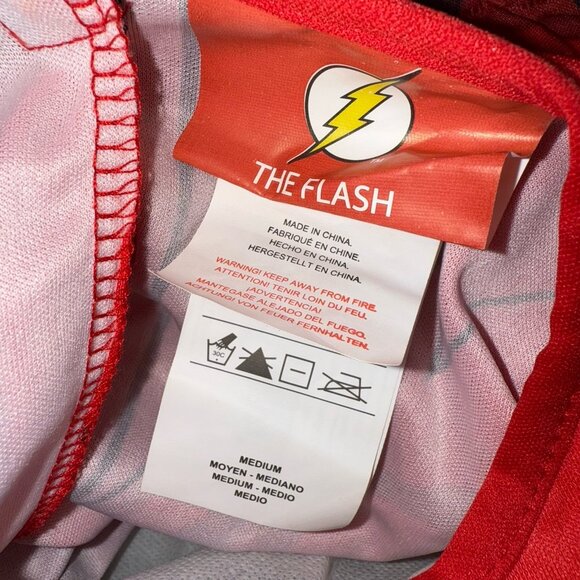 THE FLASH
MADE IN CHINA.
FABRIQUÉ EN CHINE.
HECHO EN CHINA.
HERGESTELLT EN CHINA.
WARNING! KEEP AWAY FROM FIRE.
ATTENTION! TENIR LOIN DU FEU.
¡ADVERTENCIA!
MANTEGASE ALEJADO DEL FUEGO.
ACHTUNG! VON FEUER FERNHALTEN.
30C
MEDIUM
MOYEN - MEDIANO
MEDIUM - MEDIO
MEDIO